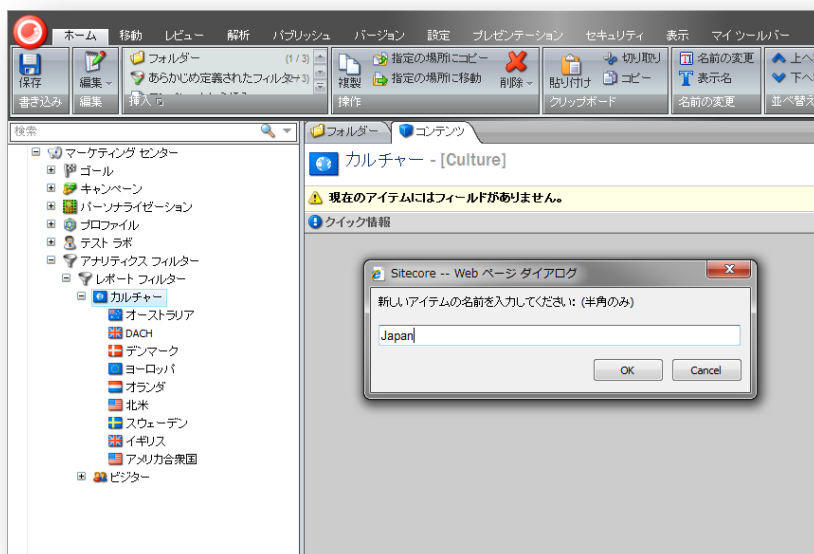 ホーム 移動 レビュー 解析 パブリッシュ バージョン 設定 プレゼンテーション セキュリティ 表示 マイ ツールバー
フォルダー (1 / 3)
あらかじめ定義されたフィルター
保存 編集 複製 指定の場所にコピー 指定の場所に移動 削除 貼り付け 切り取り コピー 名前の変更 表示名 上へ 下へ
書き込み 編集 挿入 操作 クリップボード 名前の変更 並べ替え
検索
フォルダー コンテンツ
マーケティング センター
ゴール
キャンペーン
パーソナライゼーション
プロファイル
テスト ラボ
アナリティクス フィルター
レポート フィルター
カルチャー
オーストラリア
DACH
デンマーク
ヨーロッパ
オランダ
北米
スウェーデン
イギリス
アメリカ合衆国
ビジター
カルチャー - [Culture]
現在のアイテムにはフィールドがありません。
クイック情報
Sitecore -- Web ページ ダイアログ
新しいアイテムの名前を入力してください: (半角のみ)
Japan
OK Cancel